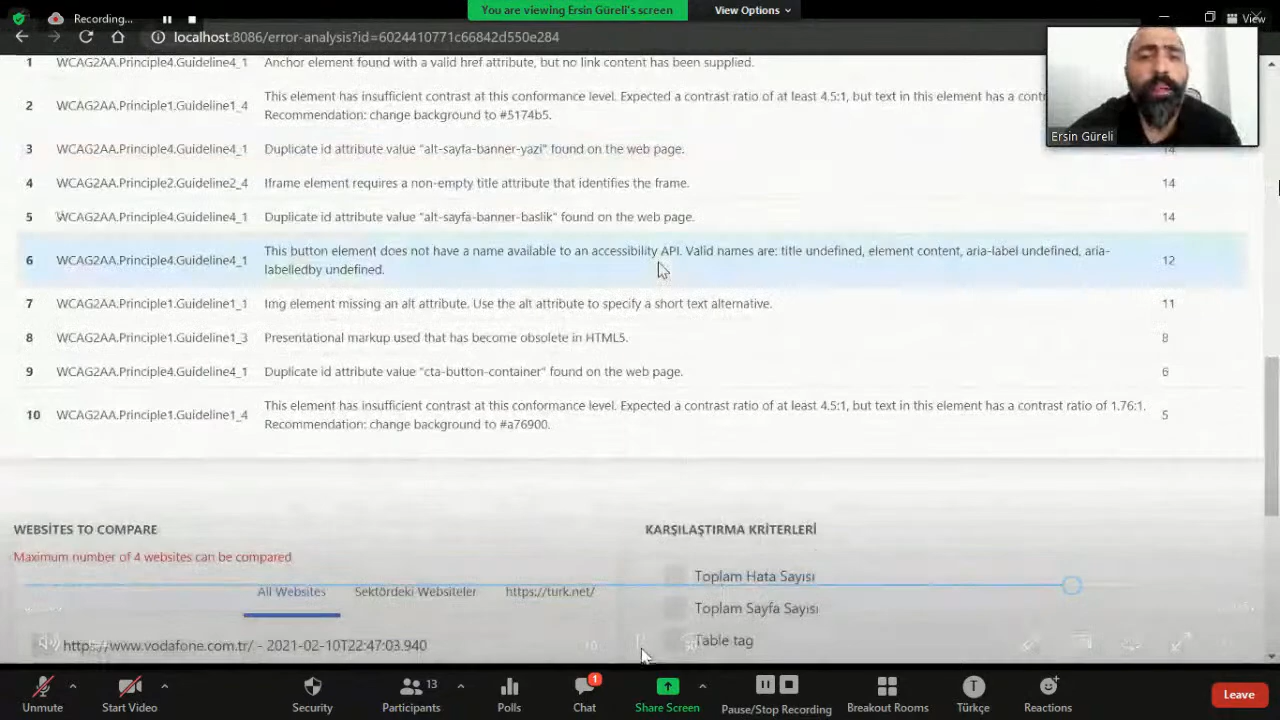 Recording...
You are viewing Ersin Güreli's screen
View Options
View
localhost:8086/error-analysis?id=6024410771c66842d550e284
1 WCAG2AA.Principle4.Guideline4_1 Anchor element found with a valid href attribute, but no link content has been supplied.
2 WCAG2AA.Principle1.Guideline1_4 This element has insufficient contrast at this conformance level. Expected a contrast ratio of at least 4.5:1, but text in this element has a
Recommendation: change background to #5174b5.
Ersin Güreli
3 WCAG2AA.Principle4.Guideline4_1 Duplicate id attribute value "alt-sayfa-banner-yazi" found on the web page. 14
4 WCAG2AA.Principle2.Guideline2_4 Iframe element requires a non-empty title attribute that identifies the frame. 14
5 WCAG2AA.Principle4.Guideline4_1 Duplicate id attribute value "alt-sayfa-banner-baslik" found on the web page. 14
6 WCAG2AA.Principle4.Guideline4_1 This button element does not have a name available to an accessibility API. Valid names are: title undefined, element content, aria-label undefined, aria-
labelledby undefined. 12
7 WCAG2AA.Principle1.Guideline1_1 Img element missing an alt attribute. Use the alt attribute to specify a short text alternative. 11
8 WCAG2AA.Principle1.Guideline1_3 Presentational markup used that has become obsolete in HTML5. 8
9 WCAG2AA.Principle4.Guideline4_1 Duplicate id attribute value "cta-button-container" found on the web page. 6
10 WCAG2AA.Principle1.Guideline1_4 This element has insufficient contrast at this conformance level. Expected a contrast ratio of at least 4.5:1, but text in this element has a contrast ratio of 1.76:1.
Recommendation: change background to #a76900. 5
WEBSİTES TO COMPARE
Maximum number of 4 websites can be compared
All Websites Sektördeki Websiteler https://turk.net/
https://www.vodafone.com.tr/ - 2021-02-10T22:47:03.940
KARŞILAŞTIRMA KRİTERLERİ
Toplam Hata Sayısı
Toplam Sayfa Sayısı
Table tag
13
1
Unmute Start Video Security Participants Polls Chat Share Screen Pause/Stop Recording Breakout Rooms Türkçe Reactions Leave